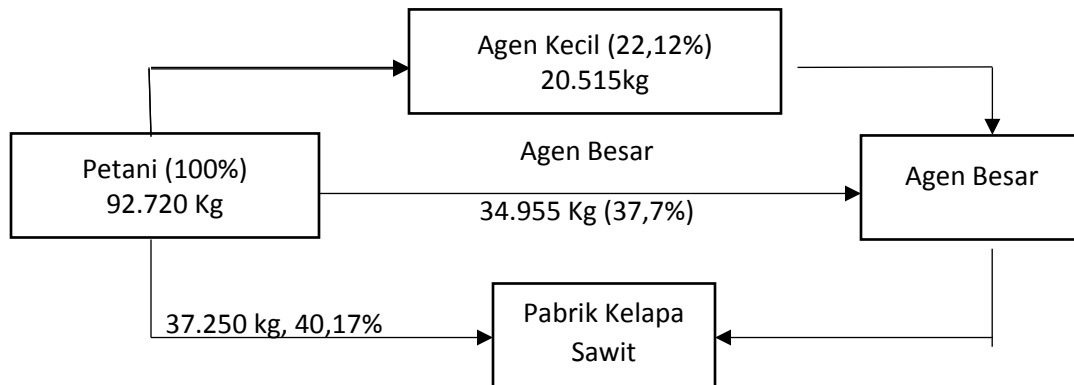 Agen Kecil (22,12%)
20.515kg
Petani (100%)
92.720 Kg
Agen Besar
34.955 Kg (37,7%)
Agen Besar
37.250 kg, 40,17%
Pabrik Kelapa
Sawit